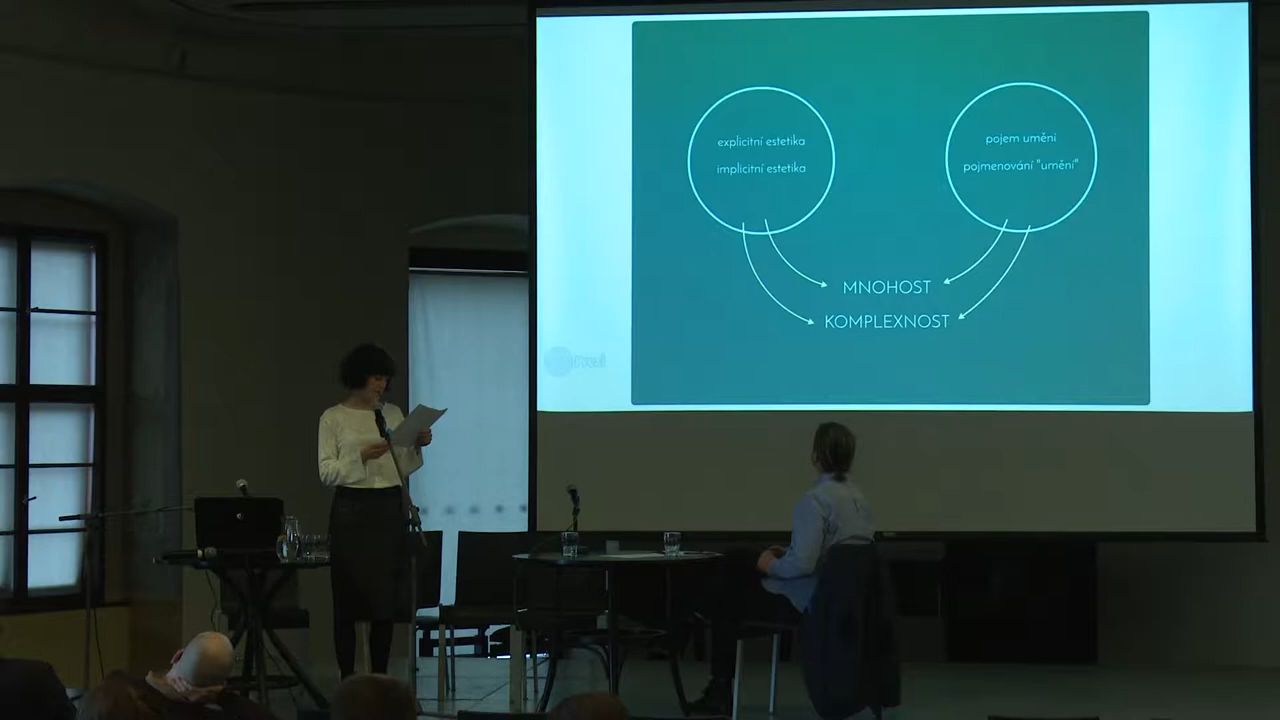 explicitní estetika
implicitní estetika
pojem umění
pojmenování "umění"
MNOHOST
KOMPLEXNOST